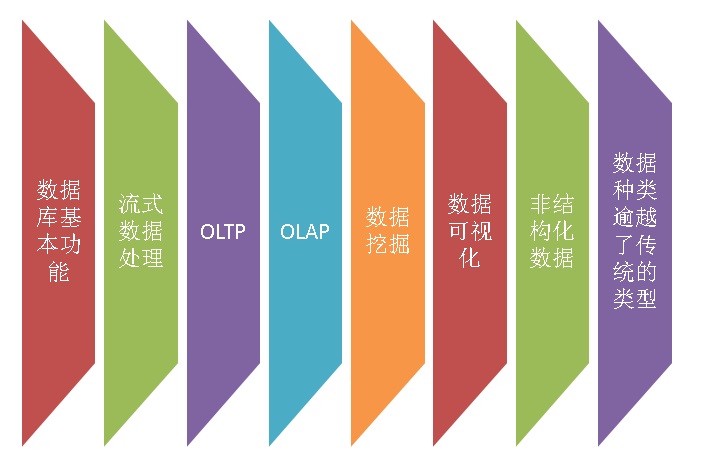 数据
库基
本功
能
流式
数据
处理
OLTP
OLAP
数据
挖掘
数据
可视
化
非结
构化
数据
数据
种类
逾越
了传
统的
类型